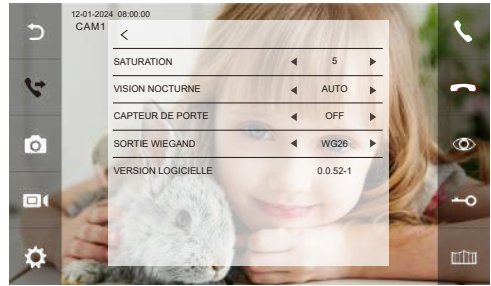 12-01-2024 08:00:00
CAM1
SATURATION 5
VISION NOCTURNE AUTO
CAPTEUR DE PORTE OFF
SORTIE WIEGAND WG26
VERSION LOGICIELLE 0.0.52-1